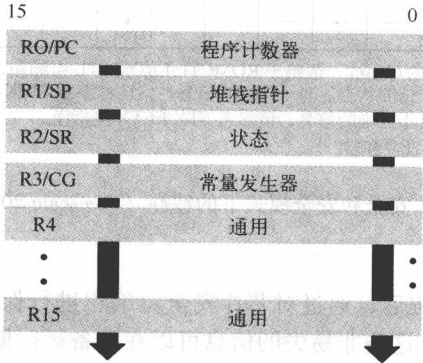 15 0
RO/PC 程序计数器
R1/SP 堆栈指针
R2/SR 状态
R3/CG 常量发生器
R4 通用
R15 通用